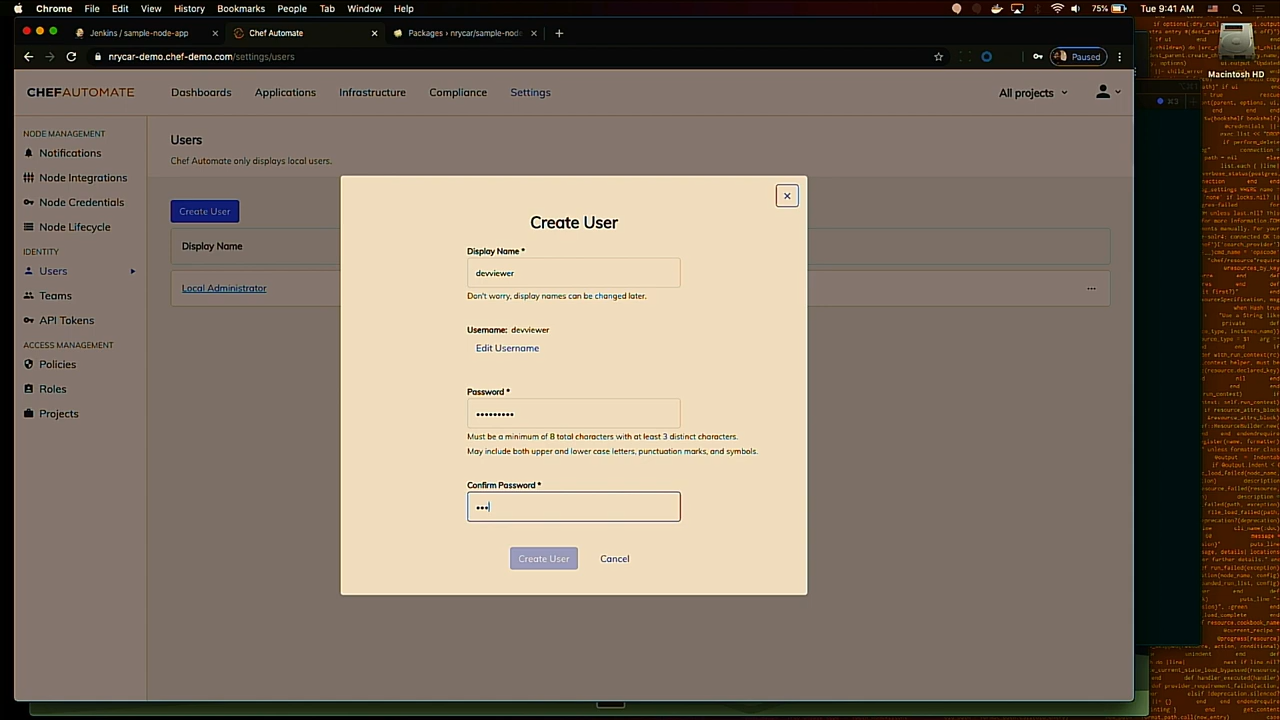 Chrome File Edit View History Bookmarks People Tab Window Help 75% Tue 9:41 AM
Jenkins / sample-node-app Chef Automate Packages › nrycar/sample-node
nrycar-demo.chef-demo.com/settings/users Paused
Macintosh HD
CHEFAUTOMATE Dashboards Applications Infrastructure Compliance Settings All projects
NODE MANAGEMENT
Notifications
Node Integrations
Node Credentials
Node Lifecycle
IDENTITY
Users
Teams
API Tokens
ACCESS MANAGEMENT
Policies
Roles
Projects
Users
Chef Automate only displays local users.
Create User
Display Name
Local Administrator
Create User
Display Name *
devviewer
Don't worry, display names can be changed later.
Username: devviewer
Edit Username
Password *
•••••••••
Must be a minimum of 8 total characters with at least 3 distinct characters.
May include both upper and lower case letters, punctuation marks, and symbols.
Confirm Password *
•••
Create User Cancel